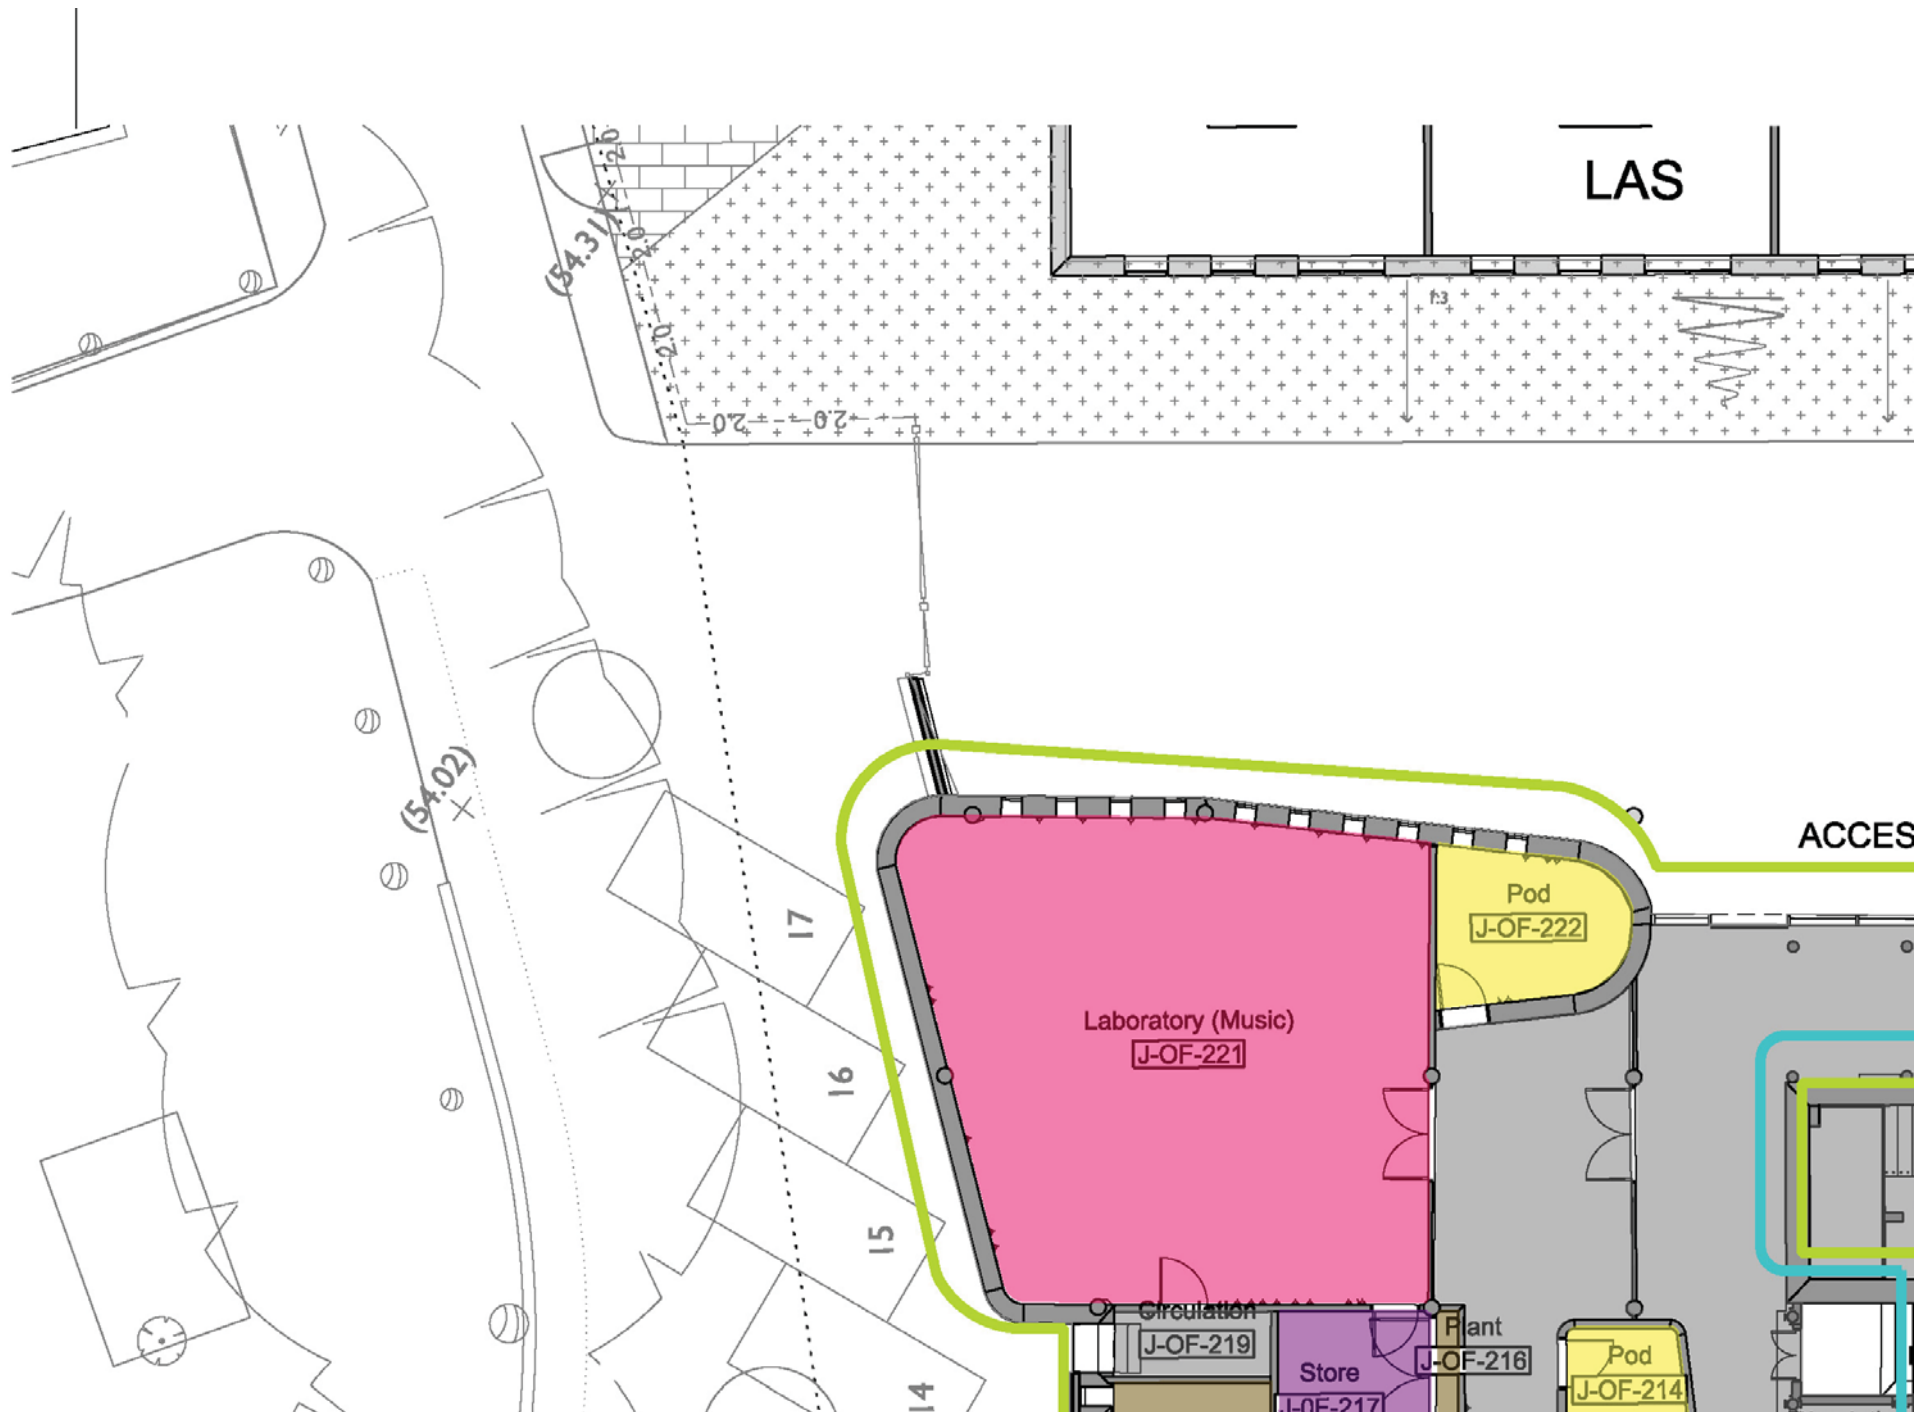 2.0
LAS
(54.31)
2.0
1:3
2.0
2.0
2.0
(54.02)
ACCES
Pod
J-OF-222
17
Laboratory (Music)
J-OF-221
16
15
Circulation
J-OF-219
Plant
J-OF-216
Pod
J-OF-214
Store
J-0F-217
14